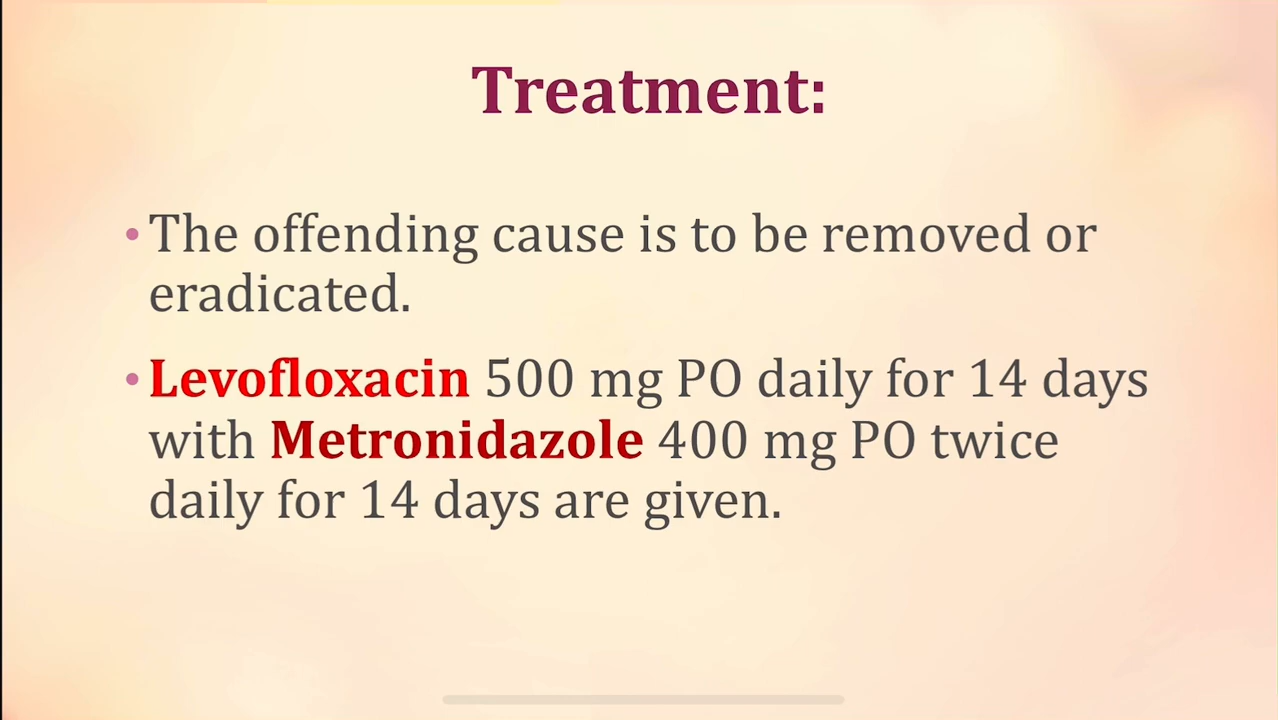 Treatment:
• The offending cause is to be removed or
eradicated.
• Levofloxacin 500 mg PO daily for 14 days
with Metronidazole 400 mg PO twice
daily for 14 days are given.